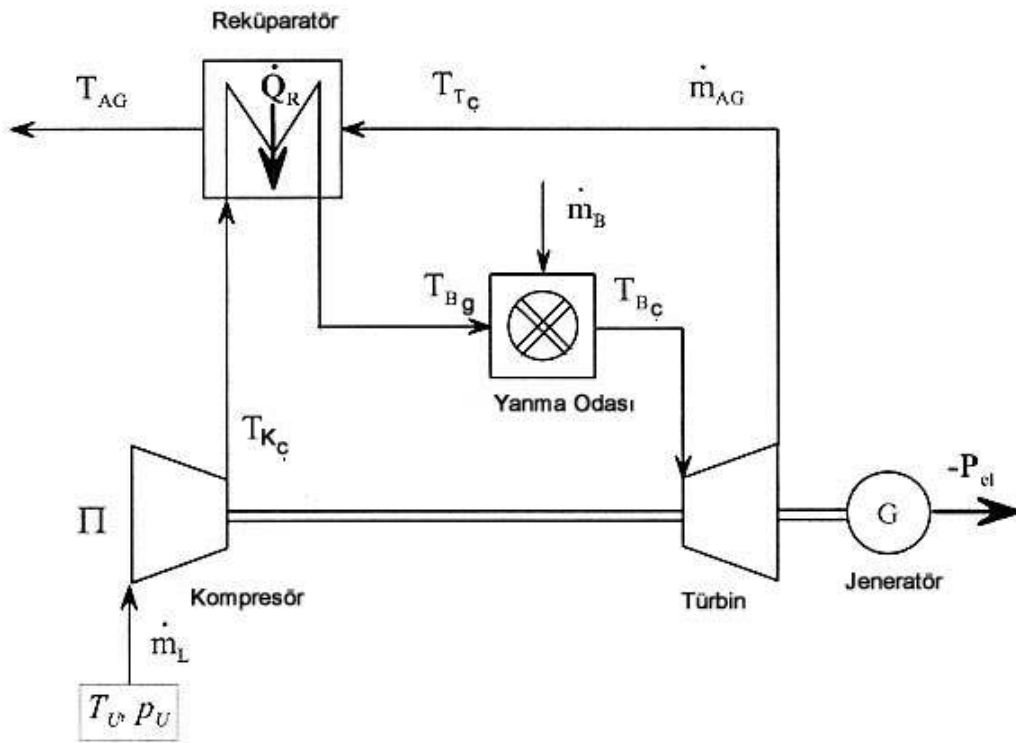 Reküparatör
Q̇_R
T_AG
T_Tç
ṁ_AG
ṁ_B
T_Bg
T_Bç
Yanma Odası
T_Kç
-P_el
Π
G
Kompresör
Türbin
Jeneratör
ṁ_L
T_U, p_U